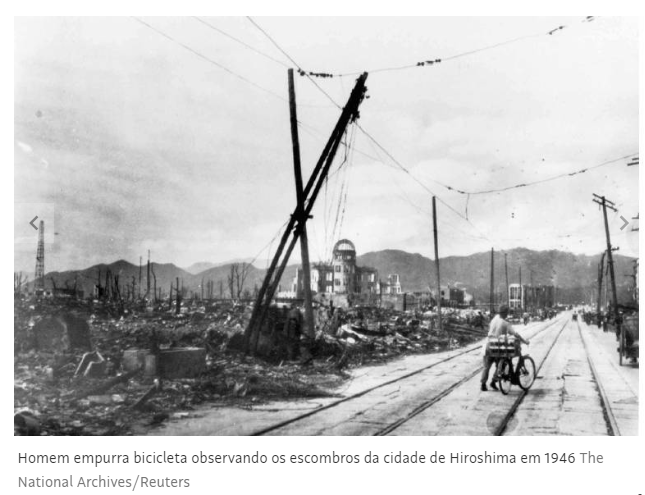 Homem empurra bicicleta observando os escombros da cidade de Hiroshima em 1946 The
National Archives/Reuters